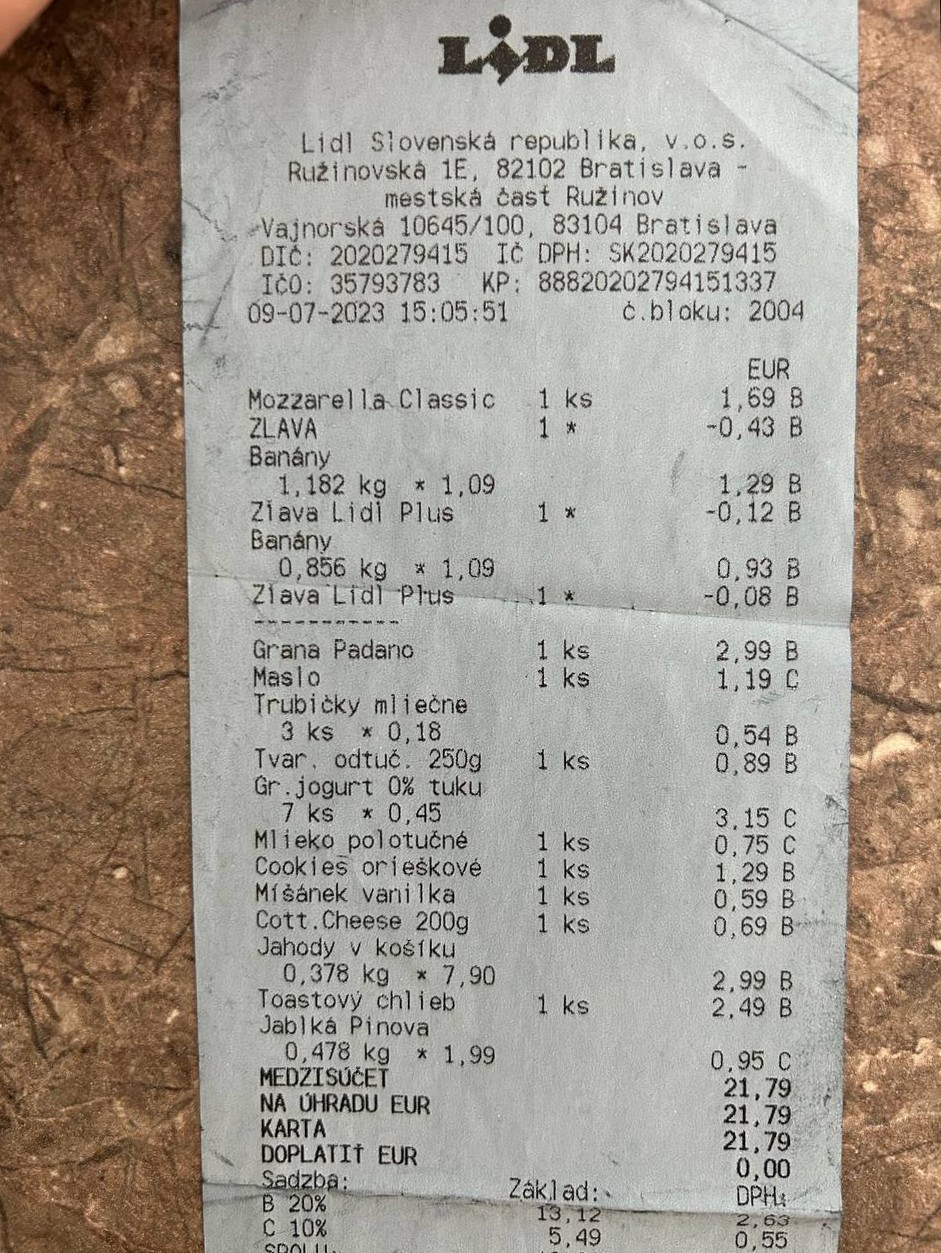 LIDL
Lidl Slovenská republika, v.o.s.
Ružinovská 1E, 82102 Bratislava -
mestská časť Ružinov
Vajnorská 10645/100, 83104 Bratislava
DIČ: 2020279415 IČ DPH: SK2020279415
IČO: 35793783 KP: 88820202794151337
09-07-2023 15:05:51 č.bloku: 2004
EUR
Mozzarella Classic 1 ks 1,69 B
ZĽAVA 1 * -0,43 B
Banány
1,182 kg * 1,09 1,29 B
Zľava Lidl Plus 1 * -0,12 B
Banány
0,856 kg * 1,09 0,93 B
Zľava Lidl Plus 1 * -0,08 B
-----------
Grana Padano 1 ks 2,99 B
Maslo 1 ks 1,19 C
Trubičky mliečne
3 ks * 0,18 0,54 B
Tvar. odtuč. 250g 1 ks 0,89 B
Gr.jogurt 0% tuku
7 ks * 0,45 3,15 C
Mlieko polotučné 1 ks 0,75 C
Cookies orieškové 1 ks 1,29 B
Míšánek vanilka 1 ks 0,59 B
Cott.Cheese 200g 1 ks 0,69 B
Jahody v košíku
0,378 kg * 7,90 2,99 B
Toastový chlieb 1 ks 2,49 B
Jablká Pinova
0,478 kg * 1,99 0,95 C
MEDZISÚČET 21,79
NA ÚHRADU EUR 21,79
KARTA 21,79
DOPLATIŤ EUR 0,00
Sadzba: Základ: DPH:
B 20% 13,12 2,63
C 10% 5,49 0,55